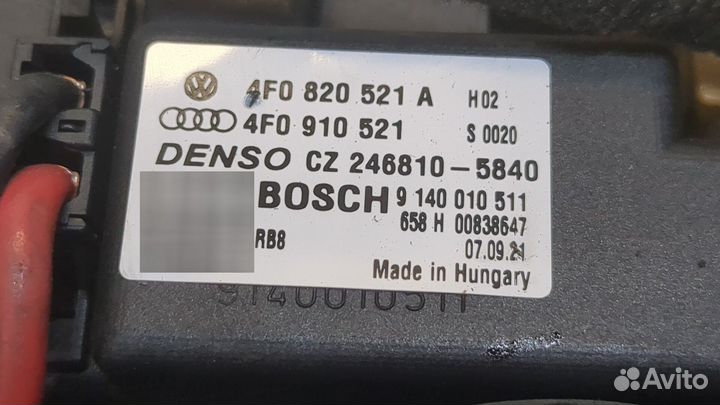 4F0 820 521 A H02
4F0 910 521 S 0020
DENSO CZ 246810-5840
BOSCH 9 140 010 511
658 H 00838647
RB8 07.09.21
Made in Hungary
9140010511
Avito